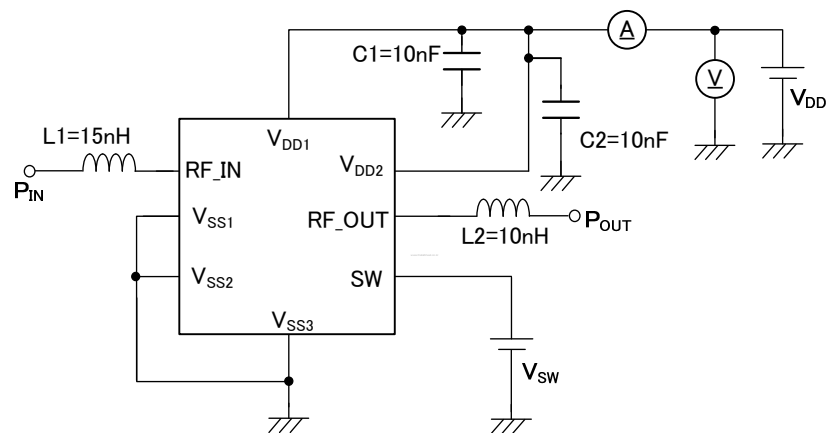 C1=10nF
A
V
VDD
C2=10nF
L1=15nH
VDD1
PIN
RF_IN
VDD2
VSS1
RF_OUT
L2=10nH
POUT
VSS2
SW
VSS3
VSW